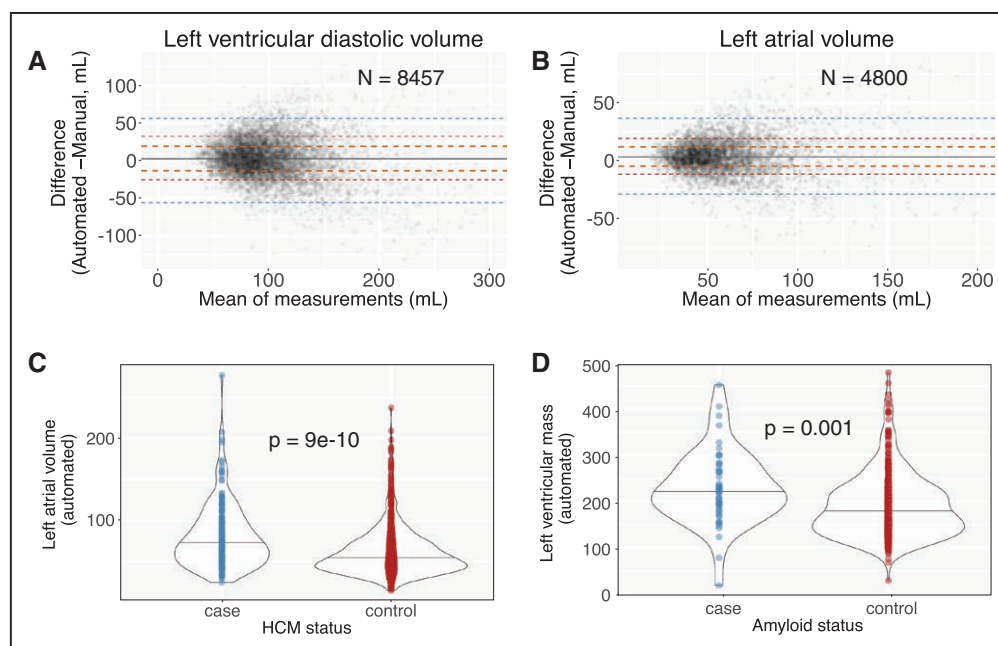 A
Left ventricular diastolic volume
N = 8457
Difference
(Automated −Manual, mL)
100
50
0
-50
-100
0
100
200
300
Mean of measurements (mL)
B
Left atrial volume
N = 4800
Difference
(Automated −Manual, mL)
50
0
-50
50
100
150
200
Mean of measurements (mL)
C
Left atrial volume
(automated)
200
100
p = 9e-10
case
control
HCM status
D
Left ventricular mass
(automated)
500
400
300
200
100
0
p = 0.001
case
control
Amyloid status